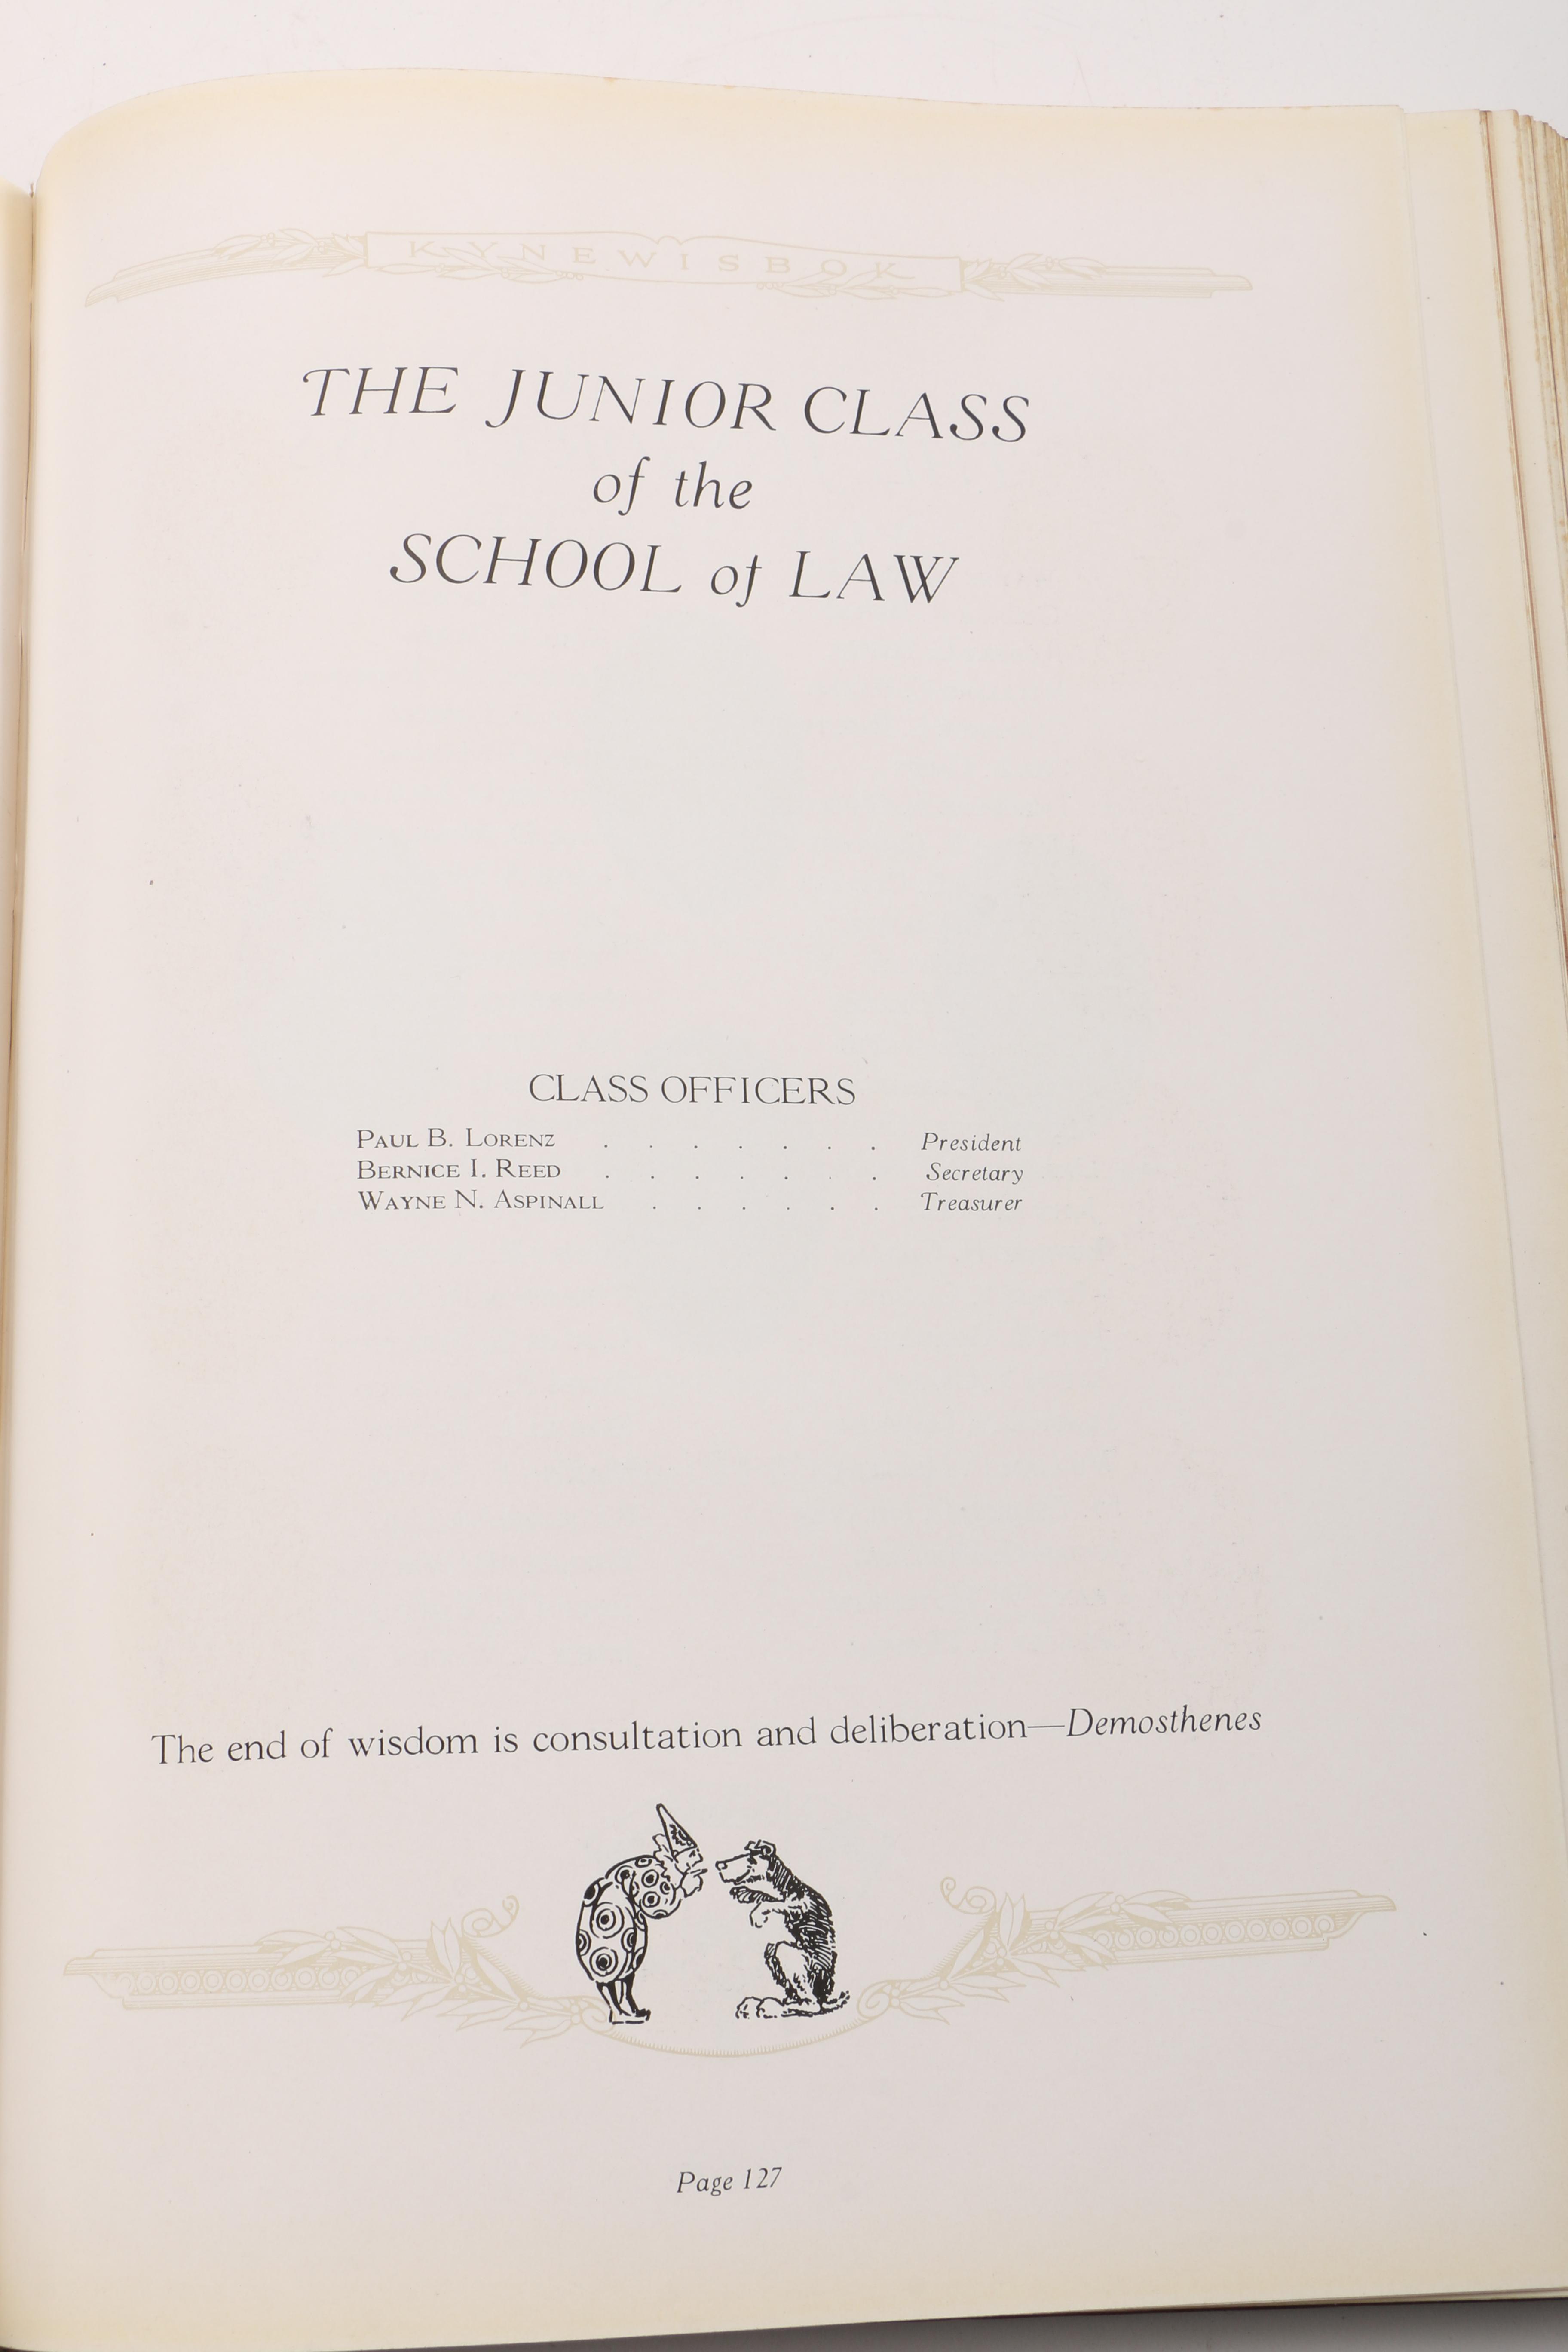 KYNEWISBOK
THE JUNIOR CLASS
of the
SCHOOL of LAW
CLASS OFFICERS
PAUL B. LORENZ . . . . . . . President
BERNICE I. REED . . . . . . . Secretary
WAYNE N. ASPINALL . . . . . . Treasurer
The end of wisdom is consultation and deliberation—Demosthenes
Page 127